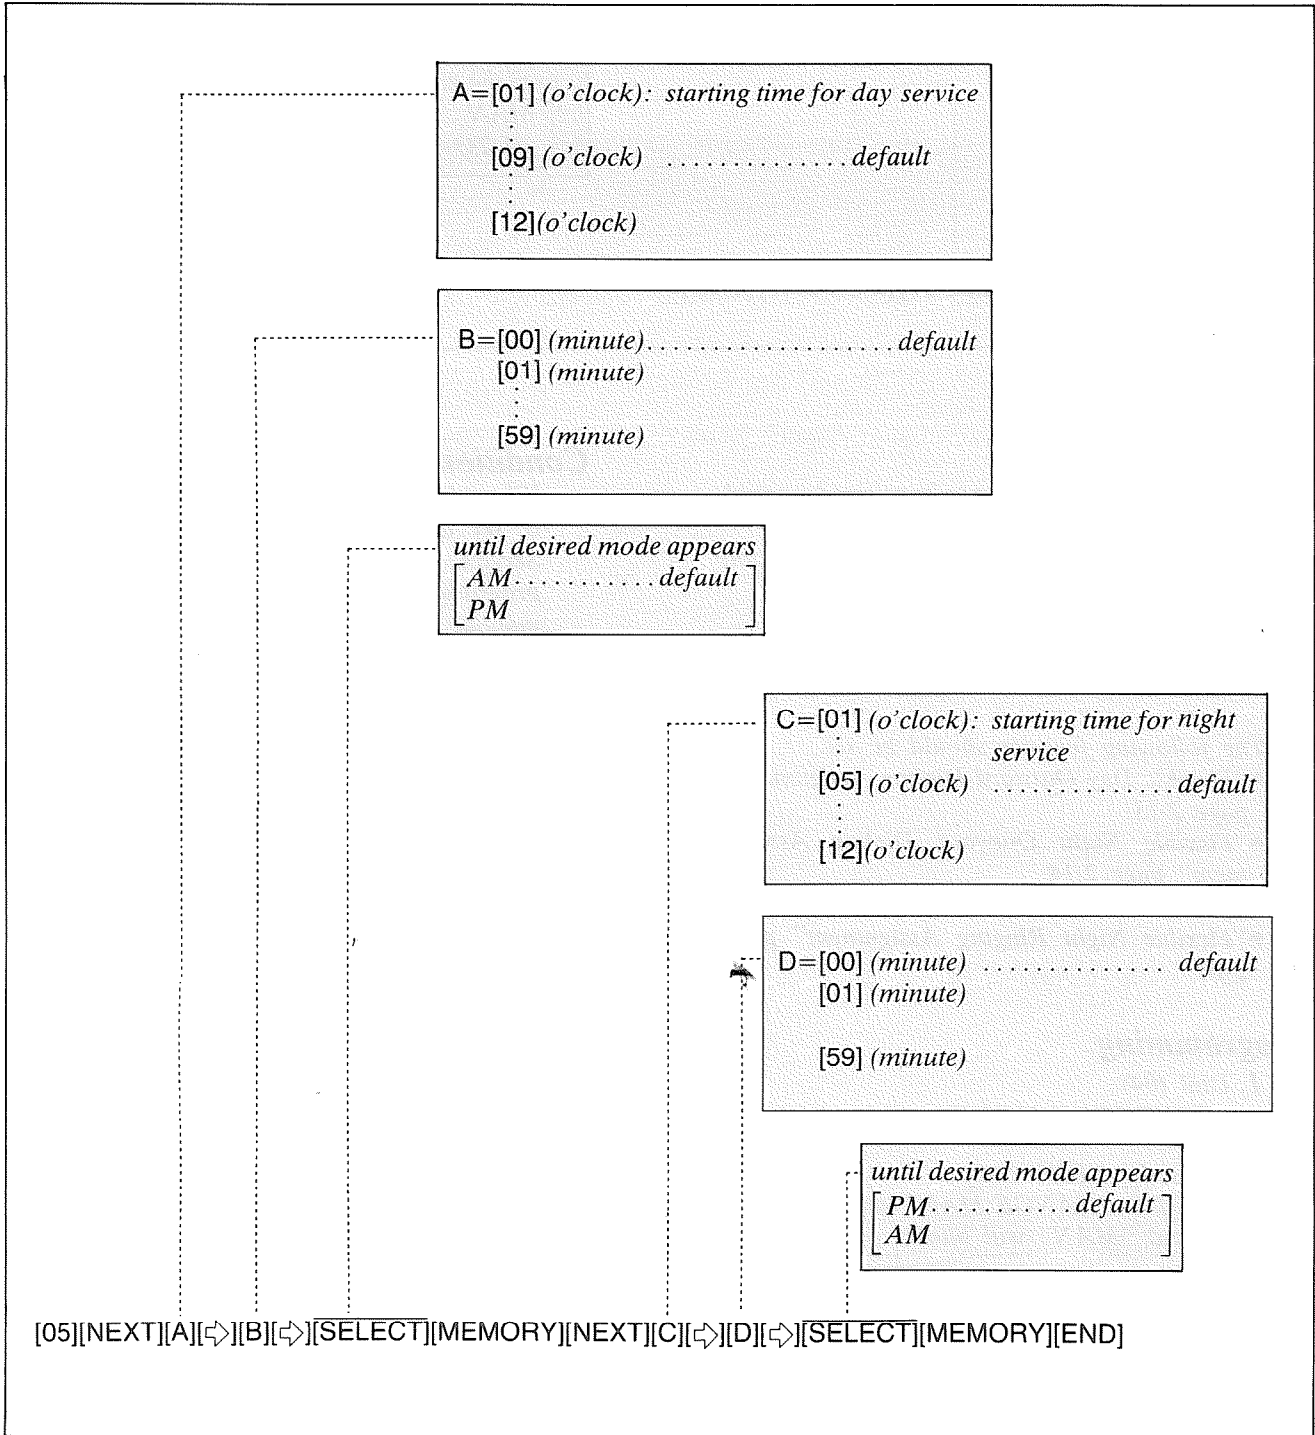 A=[01] (o'clock): starting time for day service
[09] (o'clock) .............. default
[12](o'clock)
B=[00] (minute)................... default
[01] (minute)
[59] (minute)
until desired mode appears
AM........... default
PM
C=[01] (o'clock): starting time for night
service
[05] (o'clock) .............. default
[12](o'clock)
D=[00] (minute) .............. default
[01] (minute)
[59] (minute)
until desired mode appears
PM........... default
AM
[05][NEXT][A][⇨][B][⇨][SELECT][MEMORY][NEXT][C][⇨][D][⇨][SELECT][MEMORY][END]